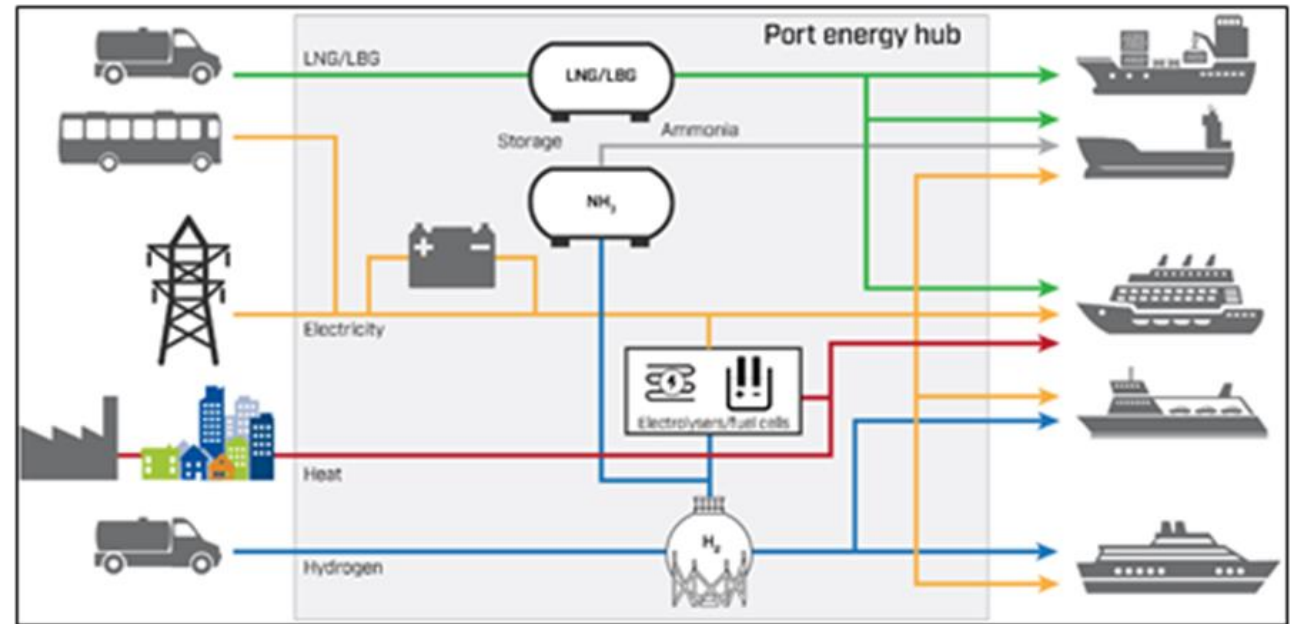 Port energy hub
LNG/LBG
LNG/LBG
Storage
Ammonia
NH₃
+ −
Electricity
Electrolysers/fuel cells
Heat
H₂
Hydrogen